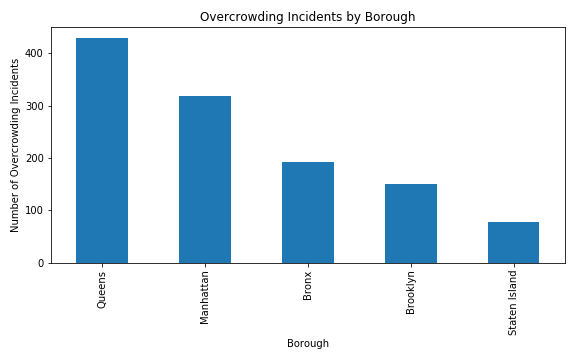 Overcrowding Incidents by Borough
Number of Overcrowding Incidents
400
300
200
100
0
Queens
Manhattan
Bronx
Brooklyn
Staten Island
Borough